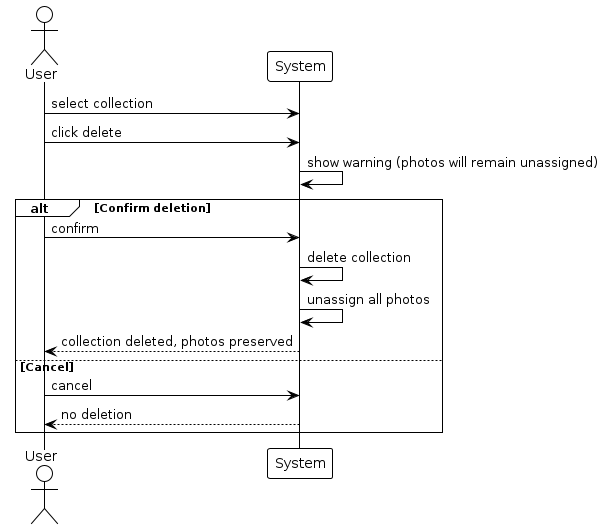 User
System
select collection
click delete
show warning (photos will remain unassigned)
alt [Confirm deletion]
confirm
delete collection
unassign all photos
collection deleted, photos preserved
[Cancel]
cancel
no deletion
User
System